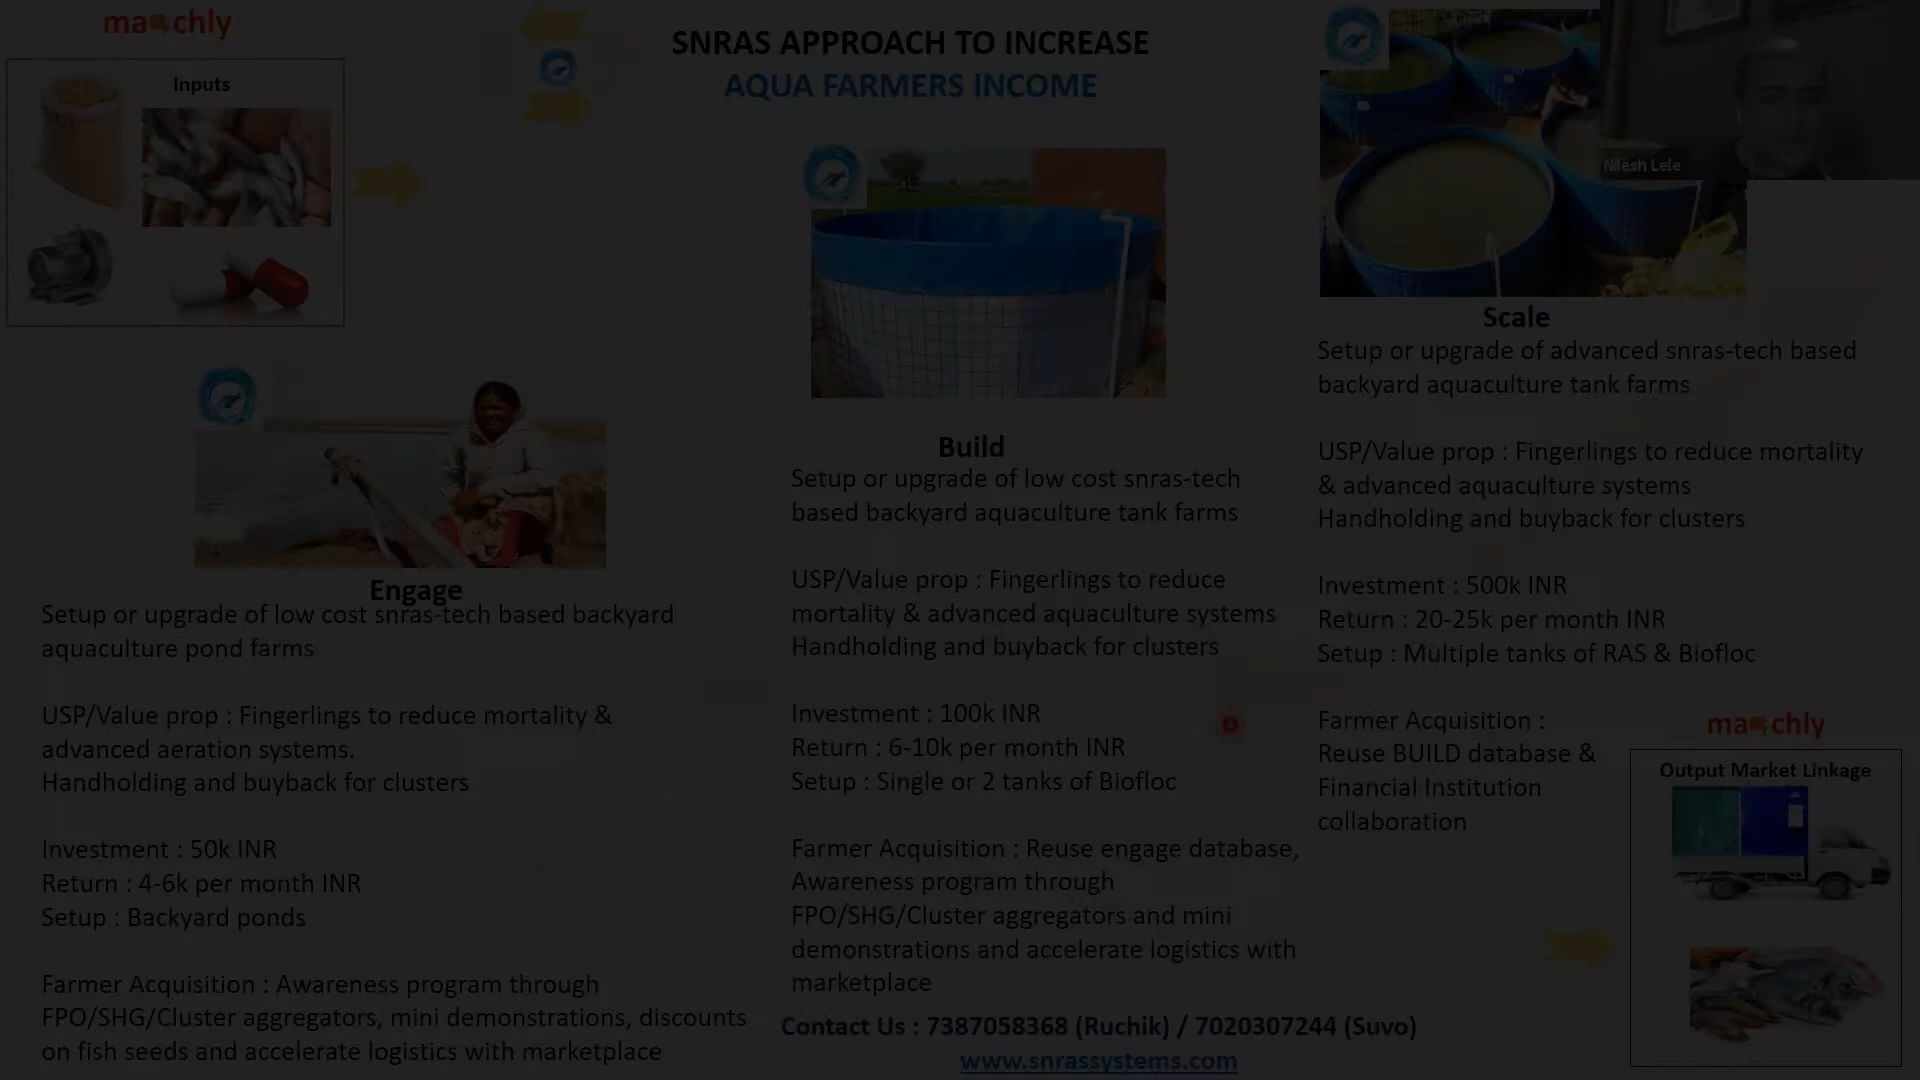 ma chly
Inputs
SNRAS APPROACH TO INCREASE
AQUA FARMERS INCOME
Nilesh Lele
Engage
Setup or upgrade of low cost snras-tech based backyard
aquaculture pond farms
USP/Value prop : Fingerlings to reduce mortality &
advanced aeration systems.
Handholding and buyback for clusters
Investment : 50k INR
Return : 4-6k per month INR
Setup : Backyard ponds
Farmer Acquisition : Awareness program through
FPO/SHG/Cluster aggregators, mini demonstrations, discounts
on fish seeds and accelerate logistics with marketplace
Build
Setup or upgrade of low cost snras-tech
based backyard aquaculture tank farms
USP/Value prop : Fingerlings to reduce
mortality & advanced aquaculture systems
Handholding and buyback for clusters
Investment : 100k INR
Return : 6-10k per month INR
Setup : Single or 2 tanks of Biofloc
Farmer Acquisition : Reuse engage database,
Awareness program through
FPO/SHG/Cluster aggregators and mini
demonstrations and accelerate logistics with
marketplace
Scale
Setup or upgrade of advanced snras-tech based
backyard aquaculture tank farms
USP/Value prop : Fingerlings to reduce mortality
& advanced aquaculture systems
Handholding and buyback for clusters
Investment : 500k INR
Return : 20-25k per month INR
Setup : Multiple tanks of RAS & Biofloc
Farmer Acquisition :
Reuse BUILD database &
Financial Institution
collaboration
ma chly
Output Market Linkage
Contact Us : 7387058368 (Ruchik) / 7020307244 (Suvo)
www.snrassystems.com